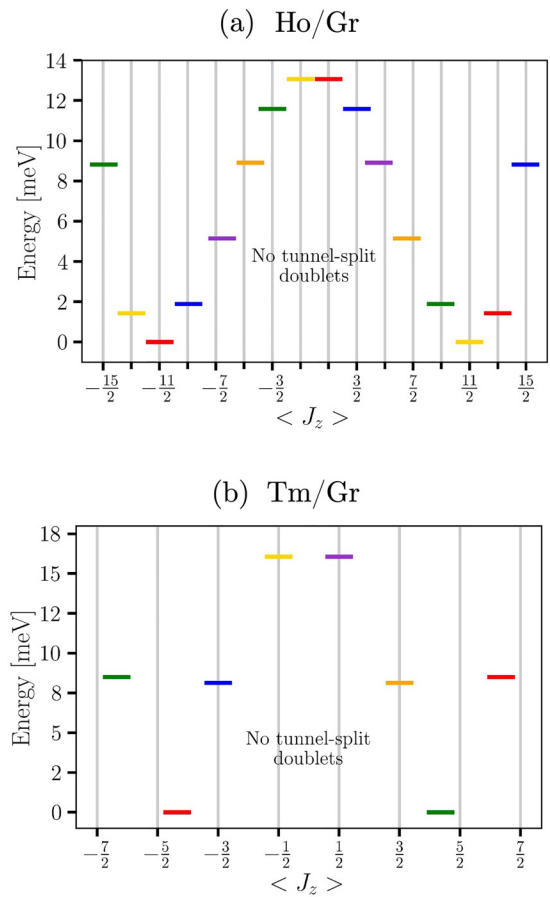 (a) Ho/Gr
14
12
10
8
6
4
2
0
Energy [meV]
No tunnel-split
doublets
−15/2 −11/2 −7/2 −3/2 3/2 7/2 11/2 15/2
< J_z >
(b) Tm/Gr
18
15
12
10
8
5
2
0
Energy [meV]
No tunnel-split
doublets
−7/2 −5/2 −3/2 −1/2 1/2 3/2 5/2 7/2
< J_z >